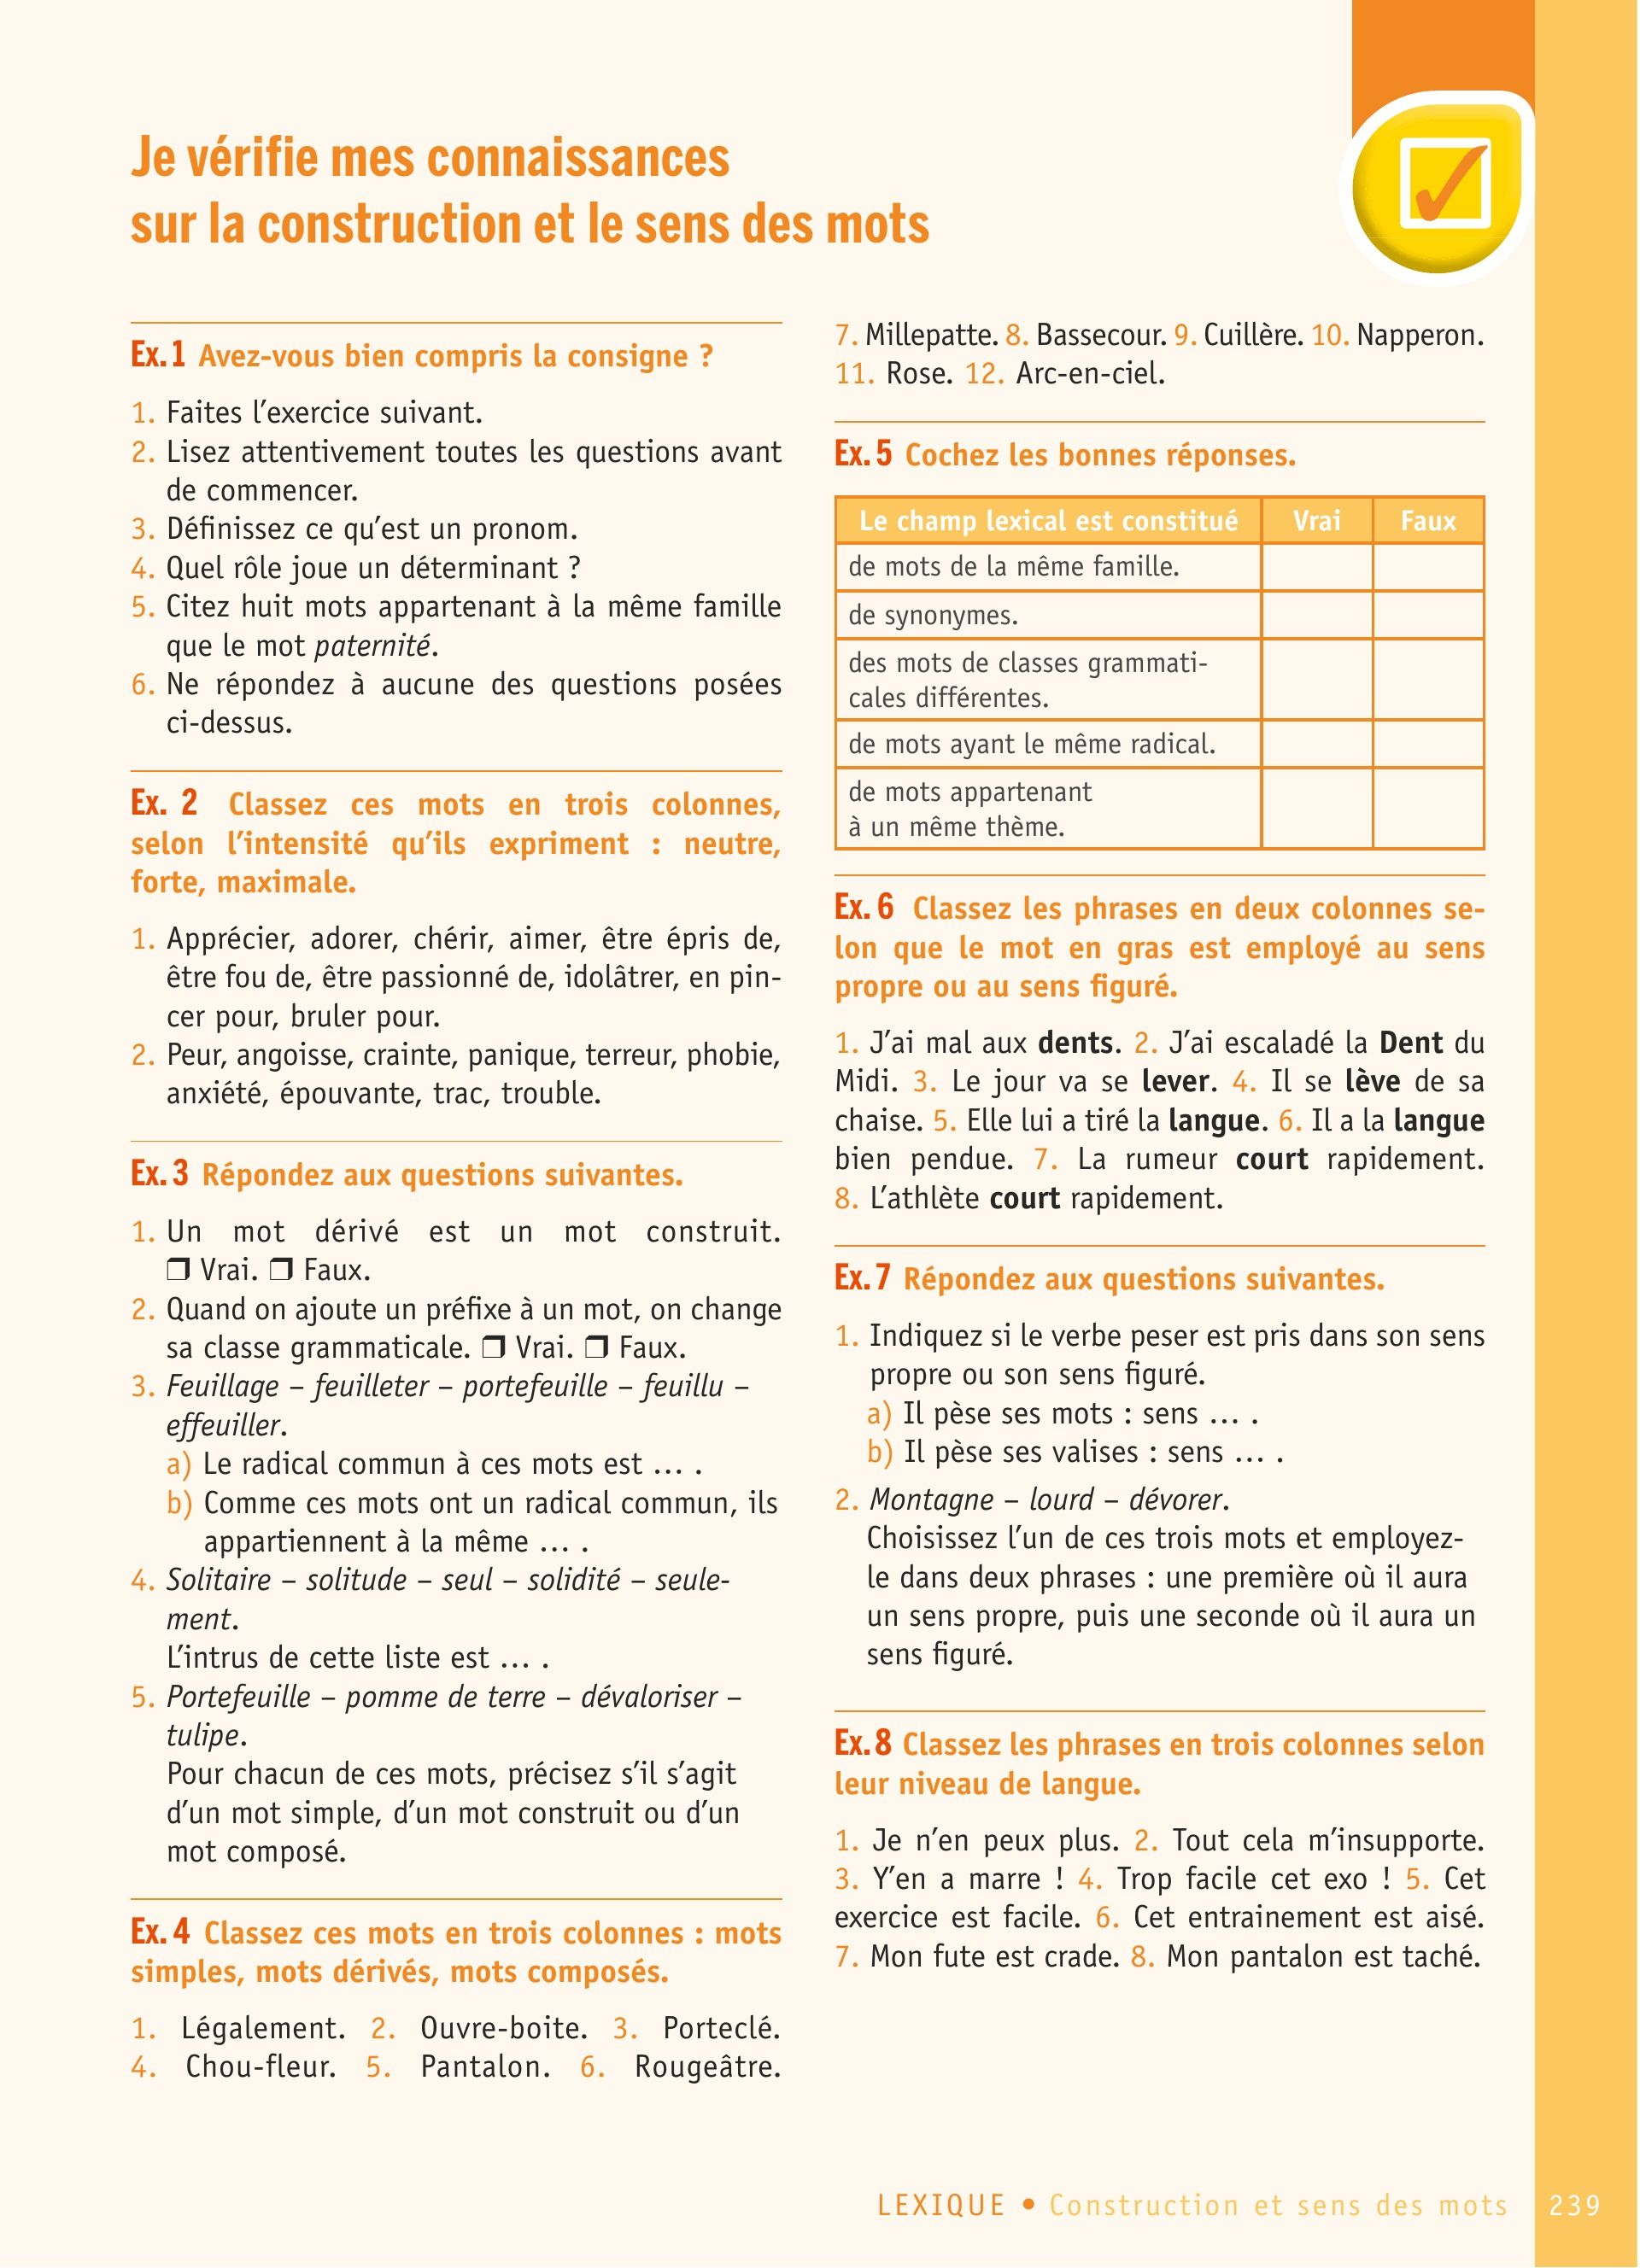 Je vérifie mes connaissances
sur la construction et le sens des mots
Ex. 1 Avez-vous bien compris la consigne ?
1. Faites l’exercice suivant.
2. Lisez attentivement toutes les questions avant
de commencer.
3. Définissez ce qu’est un pronom.
4. Quel rôle joue un déterminant ?
5. Citez huit mots appartenant à la même famille
que le mot paternité.
6. Ne répondez à aucune des questions posées
ci-dessus.
Ex. 2 Classez ces mots en trois colonnes,
selon l’intensité qu’ils expriment : neutre,
forte, maximale.
1. Apprécier, adorer, chérir, aimer, être épris de,
être fou de, être passionné de, idolâtrer, en pin-
cer pour, bruler pour.
2. Peur, angoisse, crainte, panique, terreur, phobie,
anxiété, épouvante, trac, trouble.
Ex. 3 Répondez aux questions suivantes.
1. Un mot dérivé est un mot construit.
❒ Vrai. ❒ Faux.
2. Quand on ajoute un préfixe à un mot, on change
sa classe grammaticale. ❒ Vrai. ❒ Faux.
3. Feuillage – feuilleter – portefeuille – feuillu –
effeuiller.
a) Le radical commun à ces mots est ... .
b) Comme ces mots ont un radical commun, ils
appartiennent à la même ... .
4. Solitaire – solitude – seul – solidité – seule-
ment.
L’intrus de cette liste est ... .
5. Portefeuille – pomme de terre – dévaloriser –
tulipe.
Pour chacun de ces mots, précisez s’il s’agit
d’un mot simple, d’un mot construit ou d’un
mot composé.
Ex. 4 Classez ces mots en trois colonnes : mots
simples, mots dérivés, mots composés.
1. Légalement. 2. Ouvre-boite. 3. Porteclé.
4. Chou-fleur. 5. Pantalon. 6. Rougeâtre.
7. Millepatte. 8. Bassecour. 9. Cuillère. 10. Napperon.
11. Rose. 12. Arc-en-ciel.
Ex. 5 Cochez les bonnes réponses.
Le champ lexical est constitué Vrai Faux
de mots de la même famille.
de synonymes.
des mots de classes grammati-
cales différentes.
de mots ayant le même radical.
de mots appartenant
à un même thème.
Ex. 6 Classez les phrases en deux colonnes se-
lon que le mot en gras est employé au sens
propre ou au sens figuré.
1. J’ai mal aux dents. 2. J’ai escaladé la Dent du
Midi. 3. Le jour va se lever. 4. Il se lève de sa
chaise. 5. Elle lui a tiré la langue. 6. Il a la langue
bien pendue. 7. La rumeur court rapidement.
8. L’athlète court rapidement.
Ex. 7 Répondez aux questions suivantes.
1. Indiquez si le verbe peser est pris dans son sens
propre ou son sens figuré.
a) Il pèse ses mots : sens ... .
b) Il pèse ses valises : sens ... .
2. Montagne – lourd – dévorer.
Choisissez l’un de ces trois mots et employez-
le dans deux phrases : une première où il aura
un sens propre, puis une seconde où il aura un
sens figuré.
Ex. 8 Classez les phrases en trois colonnes selon
leur niveau de langue.
1. Je n’en peux plus. 2. Tout cela m’insupporte.
3. Y’en a marre ! 4. Trop facile cet exo ! 5. Cet
exercice est facile. 6. Cet entrainement est aisé.
7. Mon fute est crade. 8. Mon pantalon est taché.
LEXIQUE • Construction et sens des mots 239